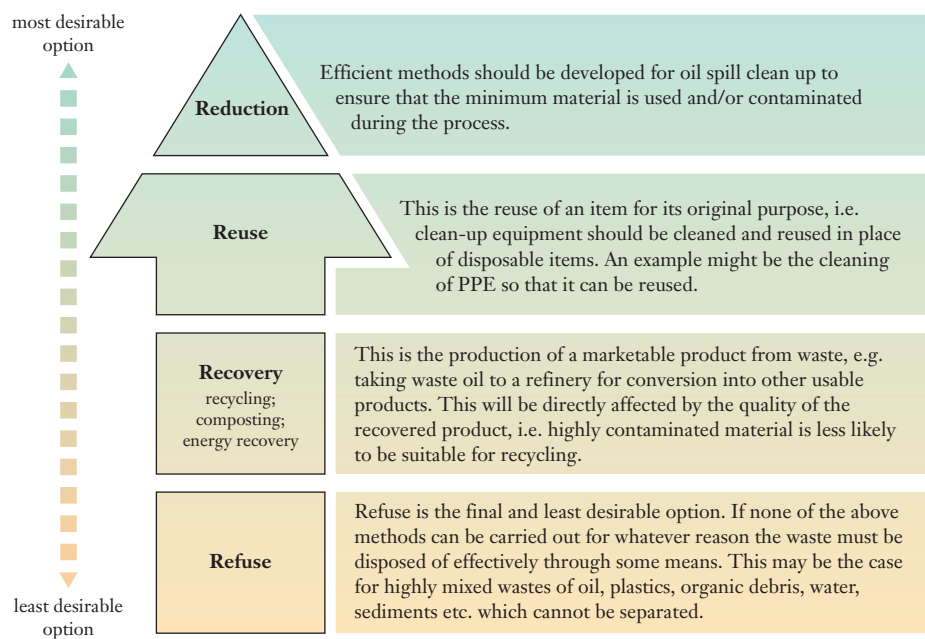 most desirable
option
Reduction
Efficient methods should be developed for oil spill clean up to
ensure that the minimum material is used and/or contaminated
during the process.
Reuse
This is the reuse of an item for its original purpose, i.e.
clean-up equipment should be cleaned and reused in place
of disposable items. An example might be the cleaning
of PPE so that it can be reused.
Recovery
recycling;
composting;
energy recovery
This is the production of a marketable product from waste, e.g.
taking waste oil to a refinery for conversion into other usable
products. This will be directly affected by the quality of the
recovered product, i.e. highly contaminated material is less likely
to be suitable for recycling.
Refuse
Refuse is the final and least desirable option. If none of the above
methods can be carried out for whatever reason the waste must be
disposed of effectively through some means. This may be the case
for highly mixed wastes of oil, plastics, organic debris, water,
sediments etc. which cannot be separated.
least desirable
option